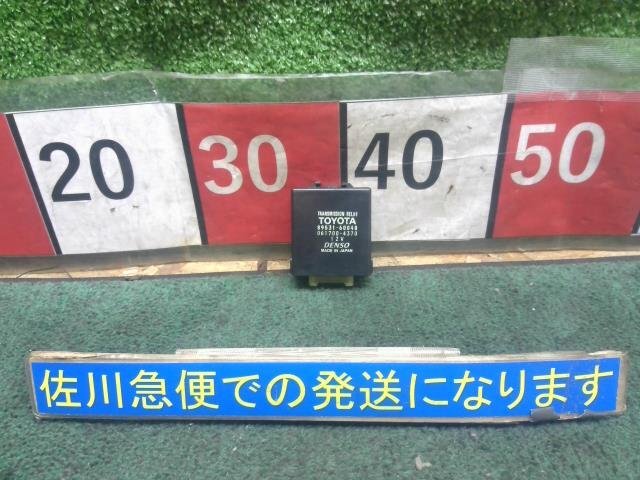 20 30 40 50
TRANSMISSION RELAY
TOYOTA
89531-60040
061700-4370
12V
DENSO
MADE IN JAPAN
佐川急便での発送になります